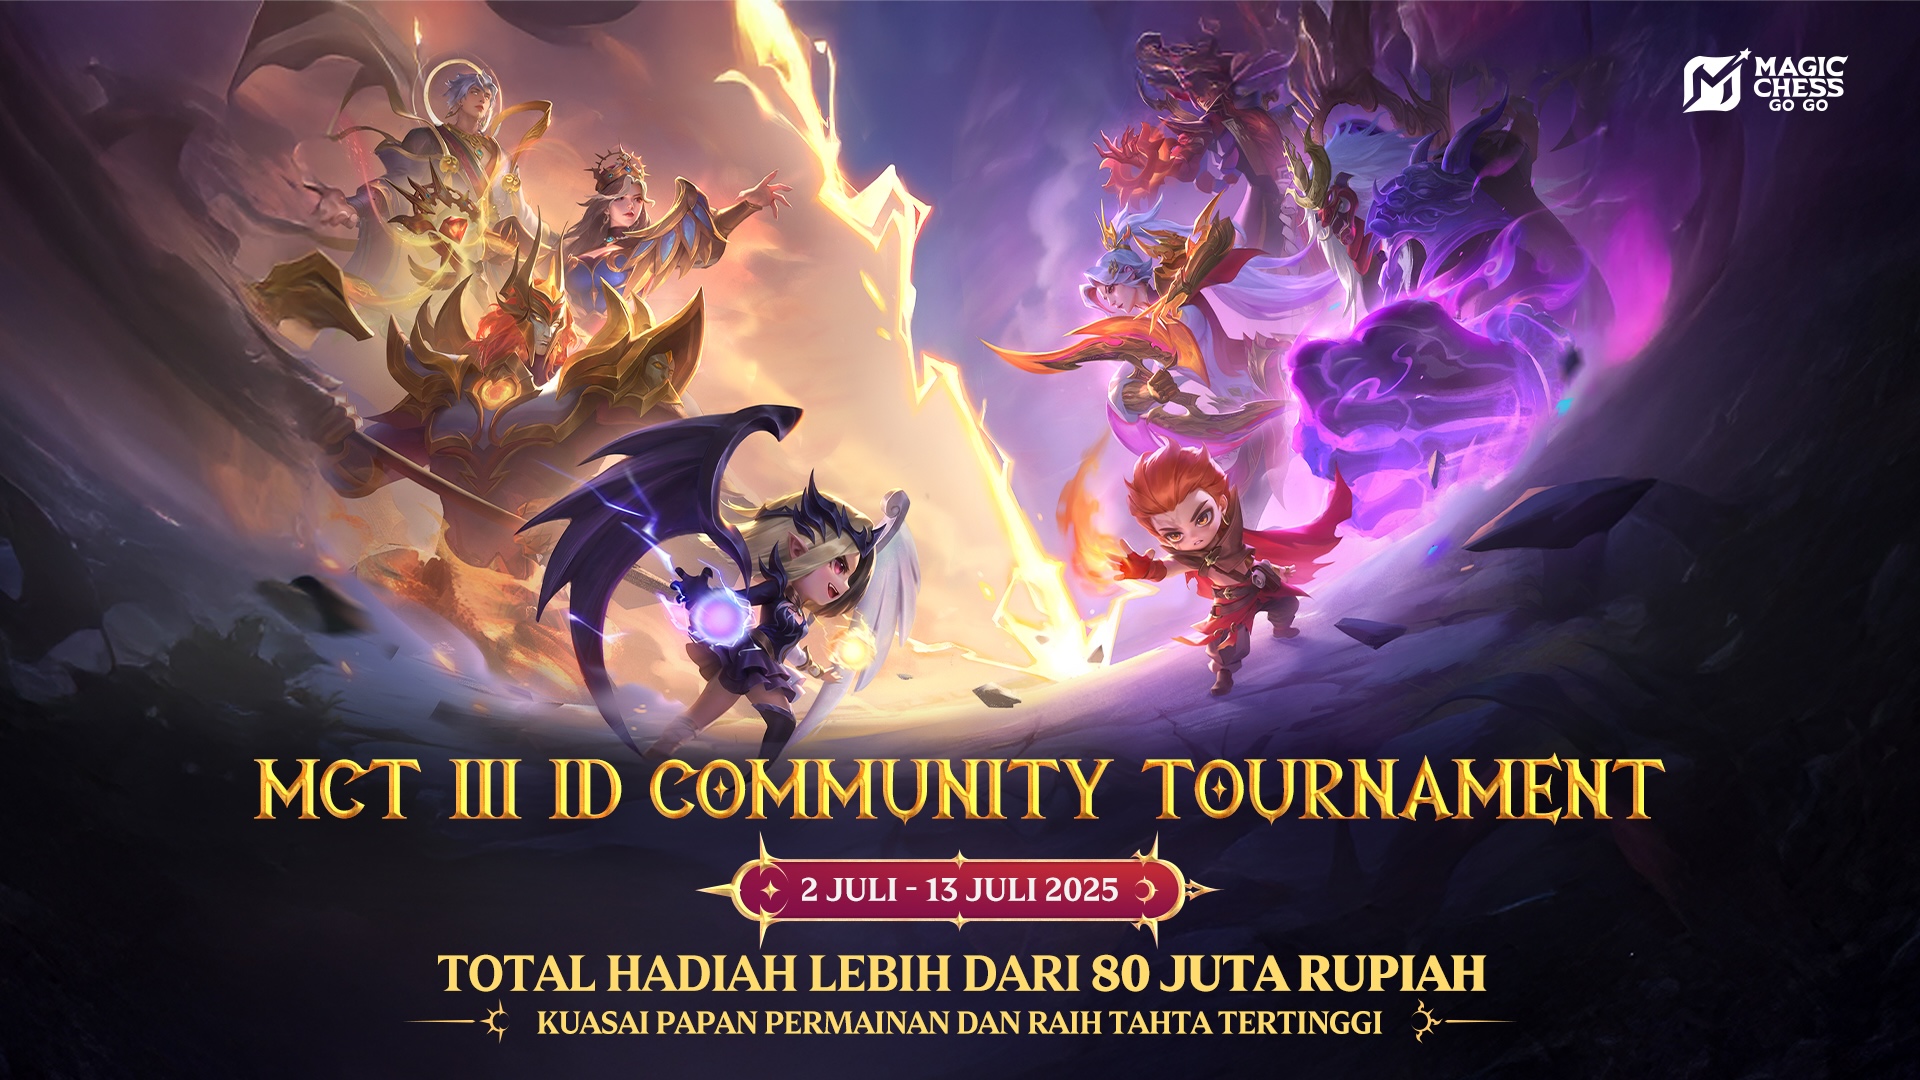 MAGIC
CHESS
GO GO
MCT III ID COMMUNITY TOURNAMENT
2 JULI - 13 JULI 2025
TOTAL HADIAH LEBIH DARI 80 JUTA RUPIAH
KUASAI PAPAN PERMAINAN DAN RAIH TAHTA TERTINGGI